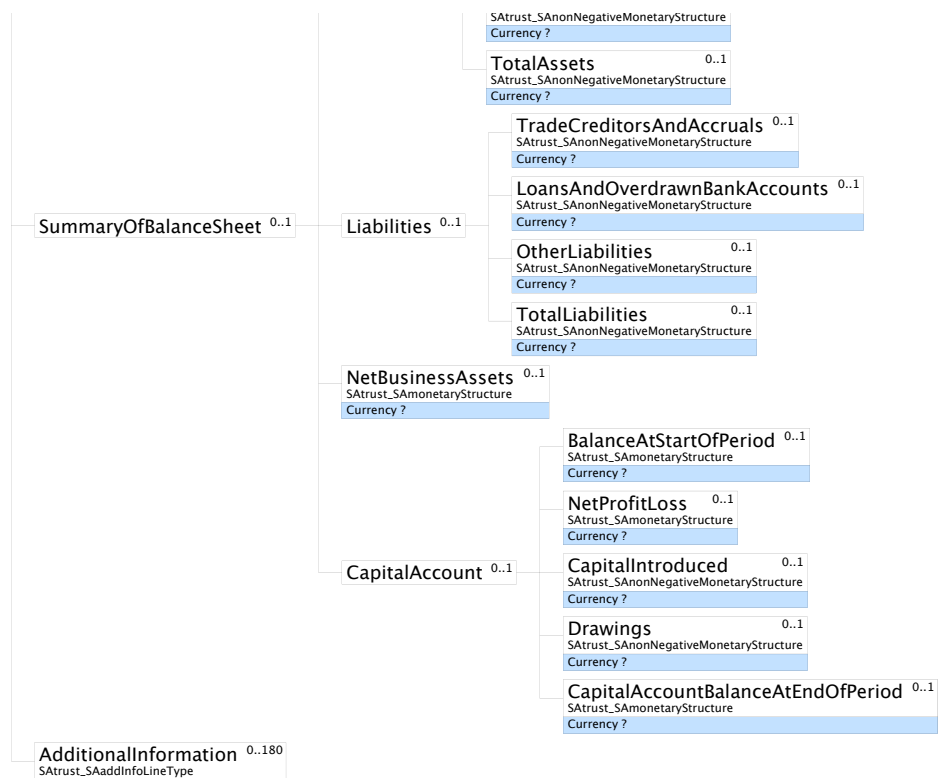 SAtrust_SAnonNegativeMonetaryStructure
Currency ?
TotalAssets 0..1
SAtrust_SAnonNegativeMonetaryStructure
Currency ?
TradeCreditorsAndAccruals 0..1
SAtrust_SAnonNegativeMonetaryStructure
Currency ?
LoansAndOverdrawnBankAccounts 0..1
SAtrust_SAnonNegativeMonetaryStructure
Currency ?
SummaryOfBalanceSheet 0..1
Liabilities 0..1
OtherLiabilities 0..1
SAtrust_SAnonNegativeMonetaryStructure
Currency ?
TotalLiabilities 0..1
SAtrust_SAnonNegativeMonetaryStructure
Currency ?
NetBusinessAssets 0..1
SAtrust_SAmonetaryStructure
Currency ?
BalanceAtStartOfPeriod 0..1
SAtrust_SAmonetaryStructure
Currency ?
NetProfitLoss 0..1
SAtrust_SAmonetaryStructure
Currency ?
CapitalAccount 0..1
CapitalIntroduced 0..1
SAtrust_SAnonNegativeMonetaryStructure
Currency ?
Drawings 0..1
SAtrust_SAnonNegativeMonetaryStructure
Currency ?
CapitalAccountBalanceAtEndOfPeriod 0..1
SAtrust_SAmonetaryStructure
Currency ?
AdditionalInformation 0..180
SAtrust_SAaddInfoLineType